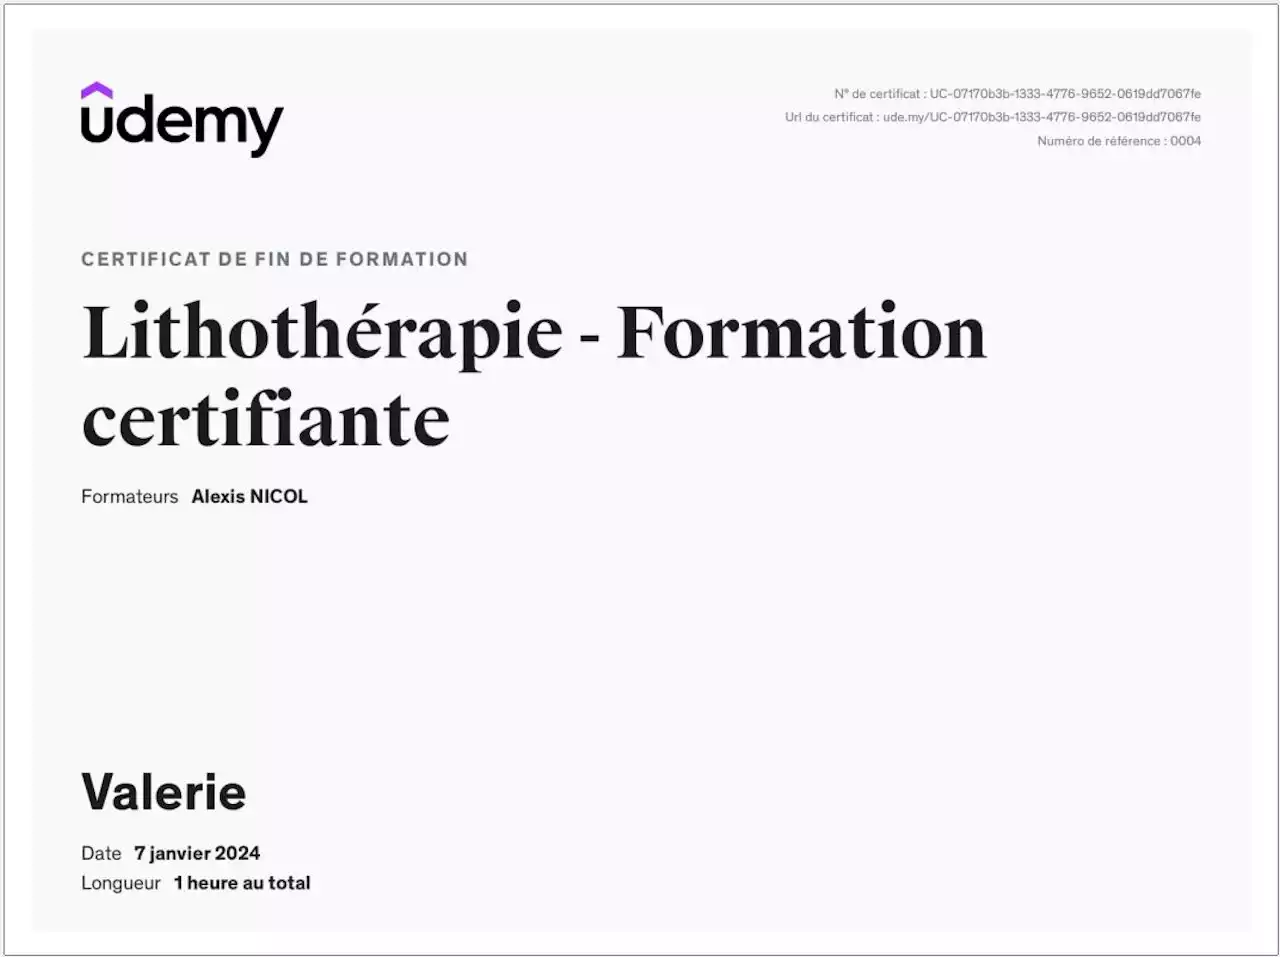 udemy
N° de certificat : UC-07170b3b-1333-4776-9652-0619dd7067fe
Url du certificat : ude.my/UC-07170b3b-1333-4776-9652-0619dd7067fe
Numéro de référence : 0004
CERTIFICAT DE FIN DE FORMATION
Lithothérapie - Formation
certifiante
Formateurs Alexis NICOL
Valerie
Date 7 janvier 2024
Longueur 1 heure au total